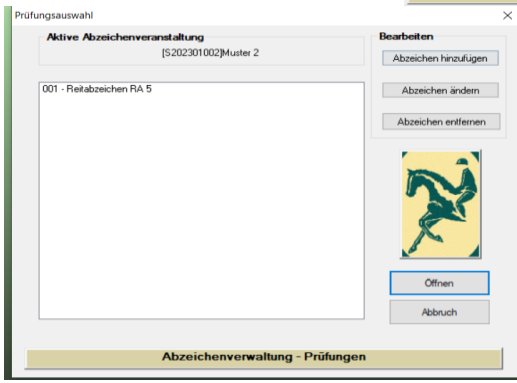 Prüfungsauswahl
Aktive Abzeichenveranstaltung
[S202301002]Muster 2
Bearbeiten
Abzeichen hinzufügen
001 - Reitabzeichen RA 5
Abzeichen ändern
Abzeichen entfernen
Öffnen
Abbruch
Abzeichenverwaltung - Prüfungen